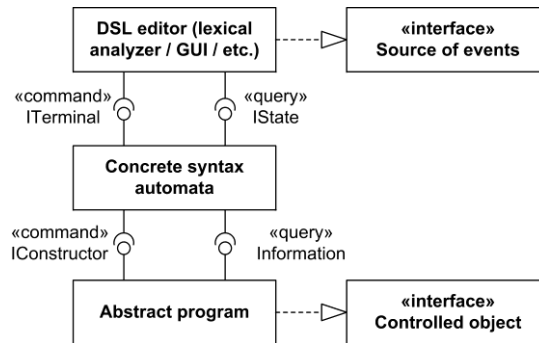 DSL editor (lexical
analyzer / GUI / etc.)
«interface»
Source of events
«command»
ITerminal
«query»
IState
Concrete syntax
automata
«command»
IConstructor
«query»
Information
Abstract program
«interface»
Controlled object